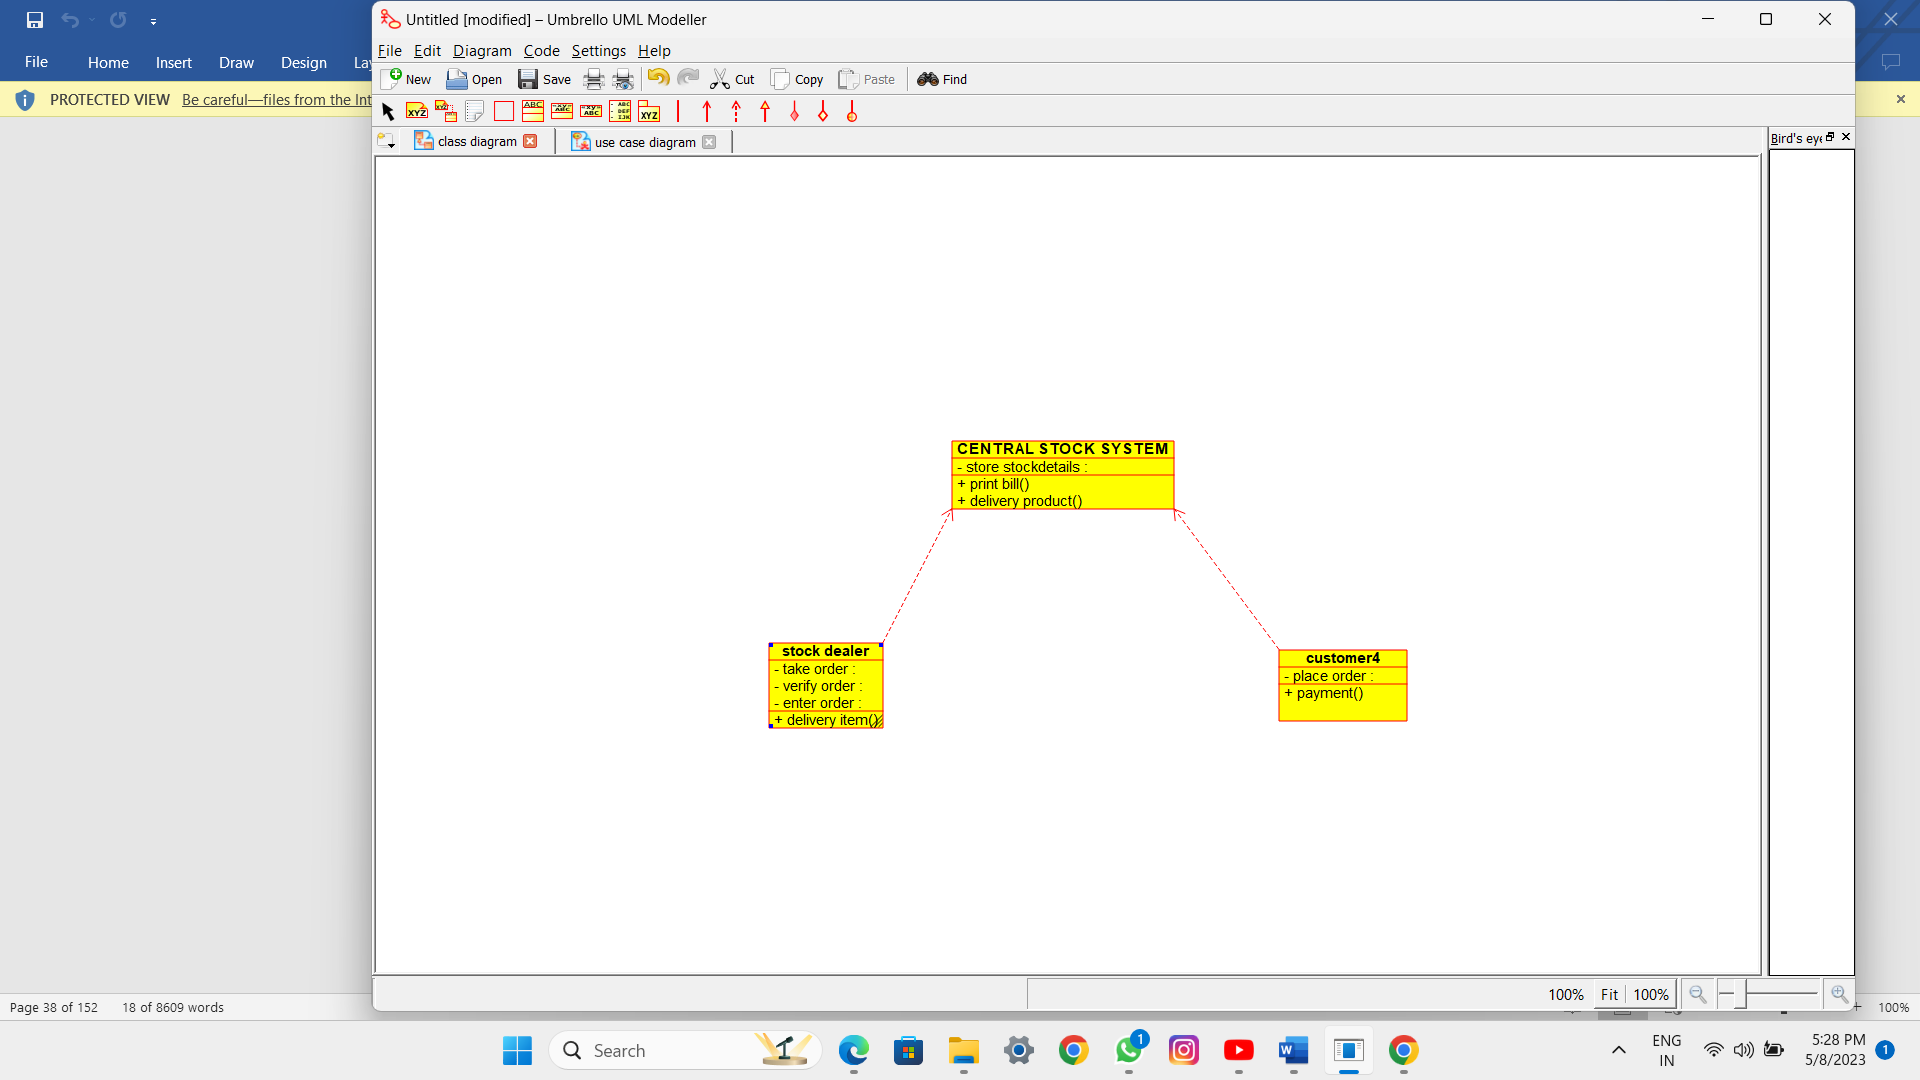 Untitled [modified] – Umbrello UML Modeller
File Edit Diagram Code Settings Help
File Home Insert Draw Design Lay
New Open Save Cut Copy Paste Find
PROTECTED VIEW Be careful—files from the Int
class diagram use case diagram
Bird's eye
CENTRAL STOCK SYSTEM
- store stockdetails :
+ print bill()
+ delivery product()
stock dealer
- take order :
- verify order :
- enter order :
+ delivery item()
customer4
- place order :
+ payment()
100% Fit 100%
Page 38 of 152 18 of 8609 words
100%
Search
1
ENG
IN
5:28 PM
5/8/2023
1